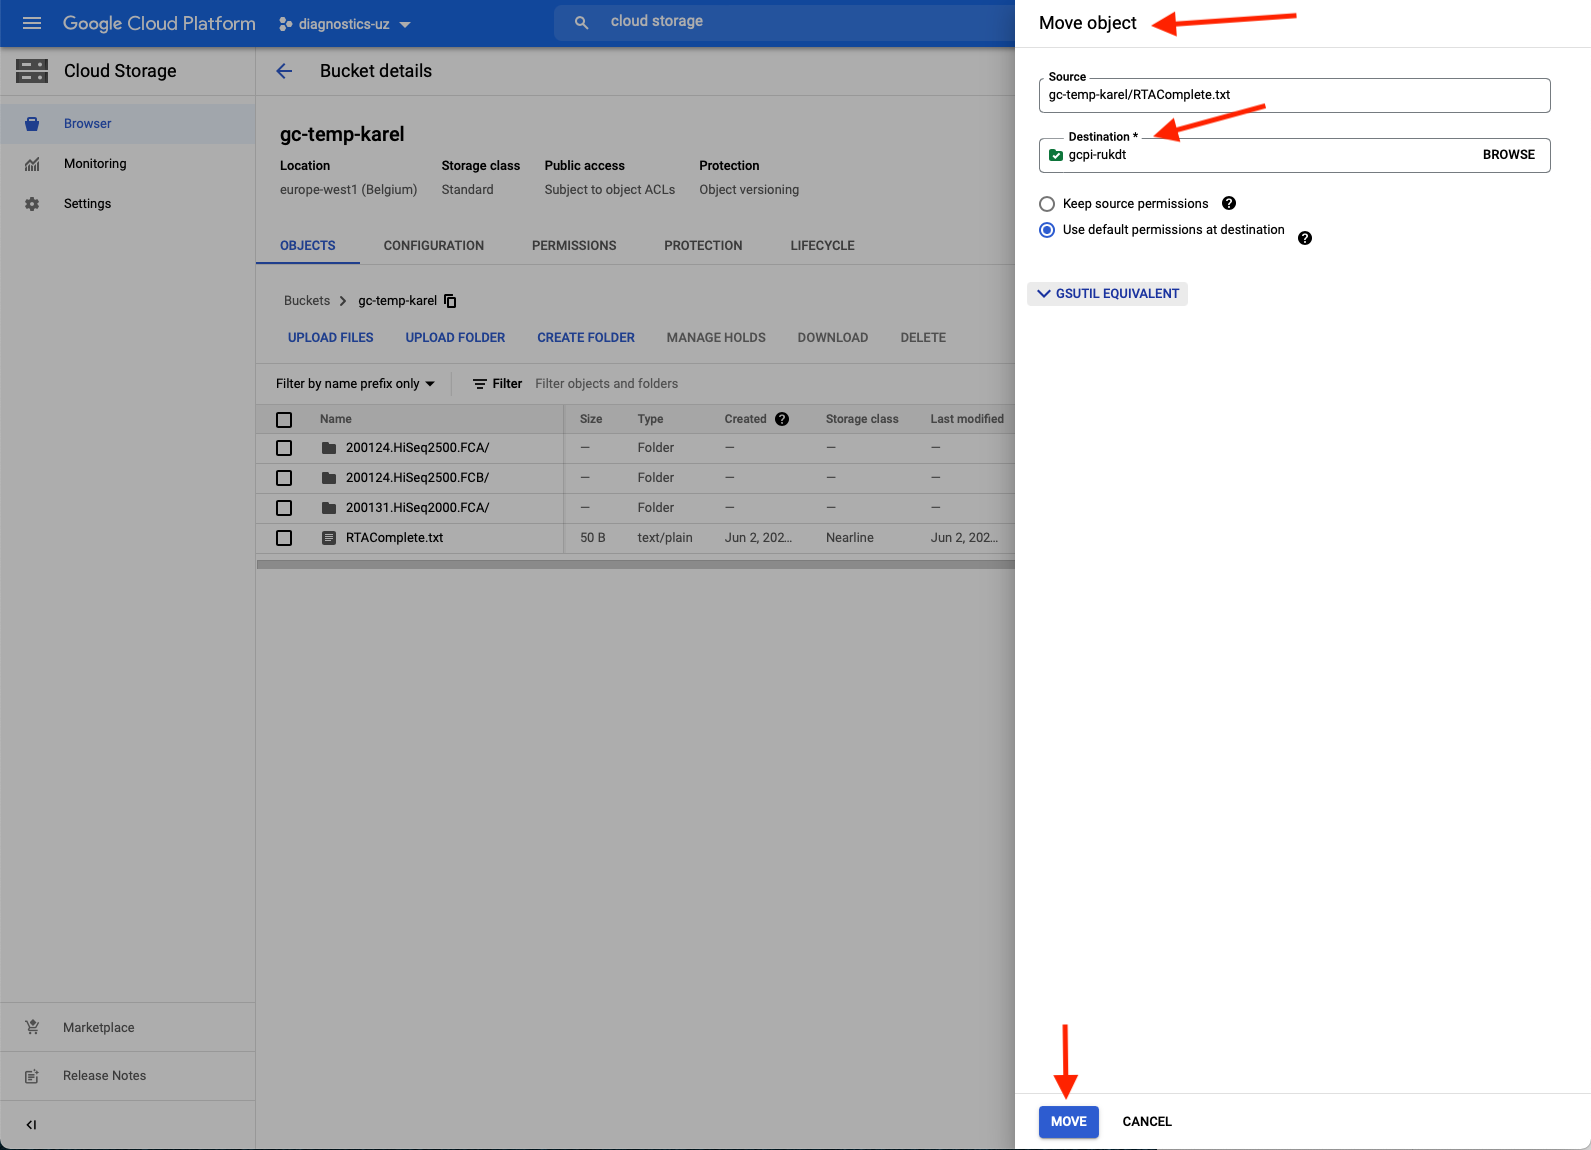 Google Cloud Platform
diagnostics-uz
cloud storage
Cloud Storage
Browser
Monitoring
Settings
Marketplace
Release Notes
Bucket details
gc-temp-karel
Location Storage class Public access Protection
europe-west1 (Belgium) Standard Subject to object ACLs Object versioning
OBJECTS CONFIGURATION PERMISSIONS PROTECTION LIFECYCLE
Buckets > gc-temp-karel
UPLOAD FILES UPLOAD FOLDER CREATE FOLDER MANAGE HOLDS DOWNLOAD DELETE
Filter by name prefix only Filter Filter objects and folders
Name Size Type Created ? Storage class Last modified
200124.HiSeq2500.FCA/ — Folder — — —
200124.HiSeq2500.FCB/ — Folder — — —
200131.HiSeq2000.FCA/ — Folder — — —
RTAComplete.txt 50 B text/plain Jun 2, 202... Nearline Jun 2, 202...
Move object
Source
gc-temp-karel/RTAComplete.txt
Destination *
gcpi-rukdt BROWSE
Keep source permissions ?
Use default permissions at destination ?
GSUTIL EQUIVALENT
MOVE CANCEL